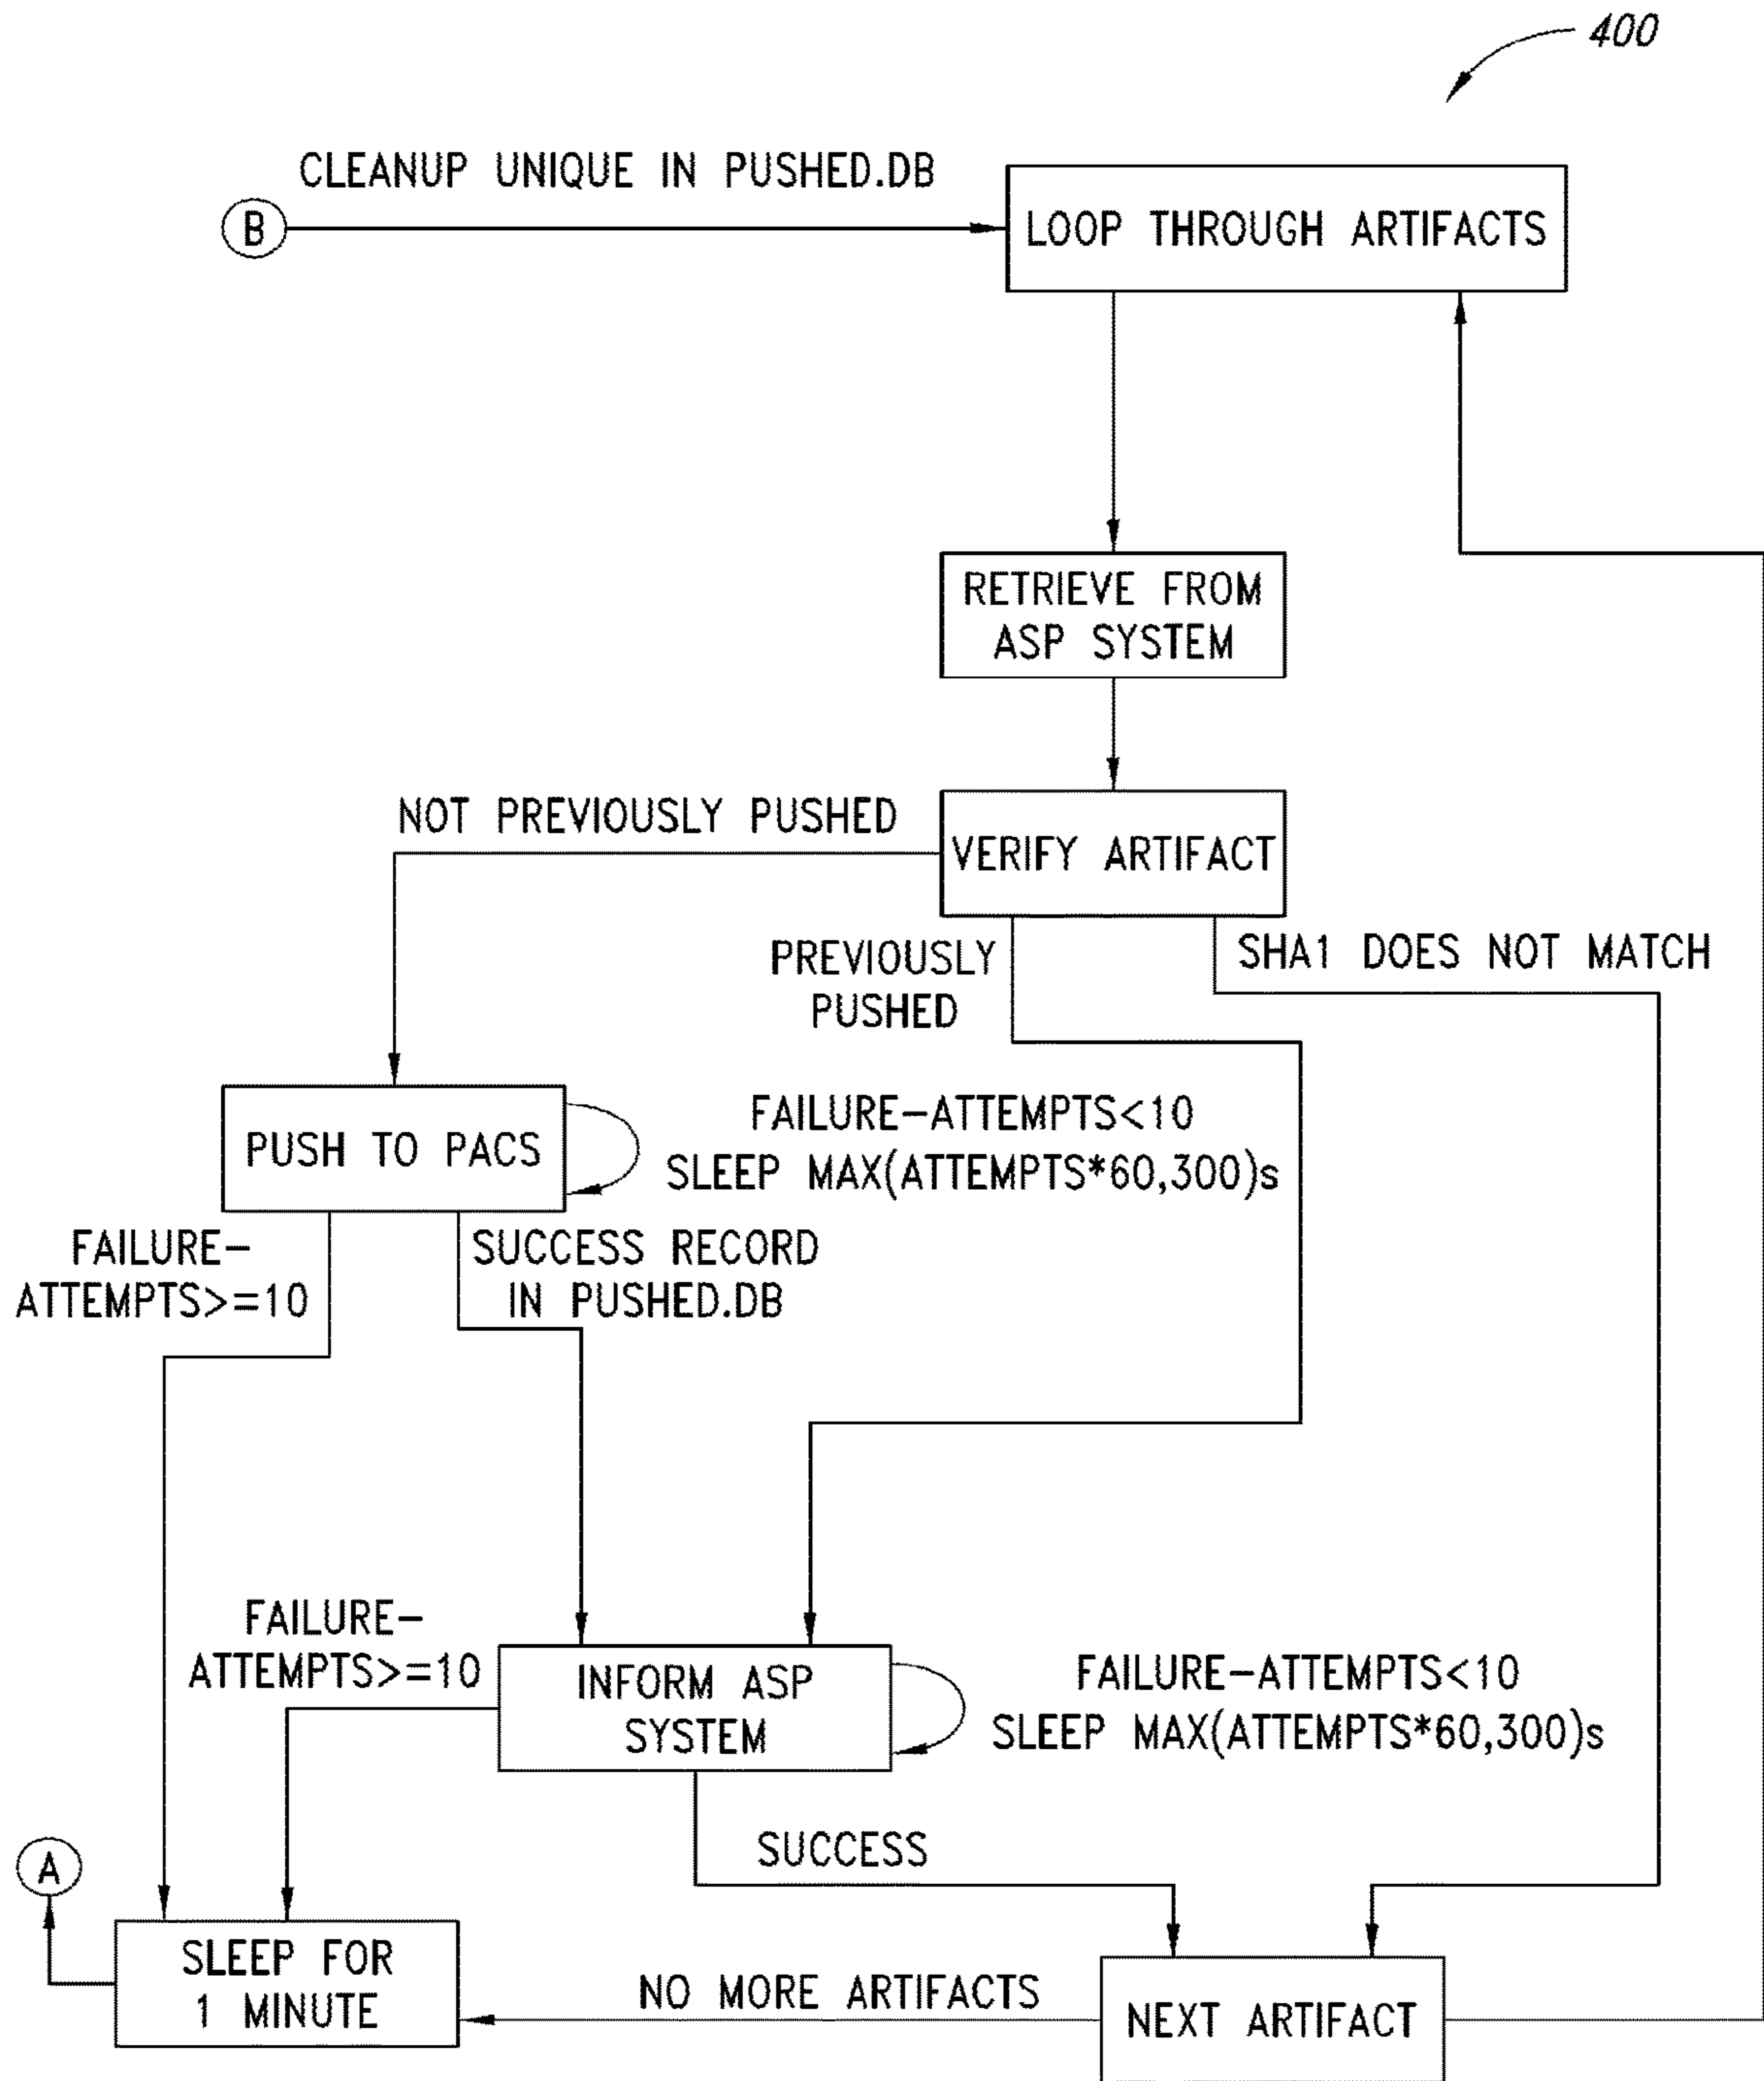 400
CLEANUP UNIQUE IN PUSHED.DB
B
LOOP THROUGH ARTIFACTS
RETRIEVE FROM
ASP SYSTEM
NOT PREVIOUSLY PUSHED
VERIFY ARTIFACT
PREVIOUSLY
PUSHED
SHA1 DOES NOT MATCH
PUSH TO PACS
FAILURE-ATTEMPTS<10
SLEEP MAX(ATTEMPTS*60,300)s
FAILURE-
ATTEMPTS>=10
SUCCESS RECORD
IN PUSHED.DB
FAILURE-
ATTEMPTS>=10
INFORM ASP
SYSTEM
FAILURE-ATTEMPTS<10
SLEEP MAX(ATTEMPTS*60,300)s
SUCCESS
A
SLEEP FOR
1 MINUTE
NO MORE ARTIFACTS
NEXT ARTIFACT